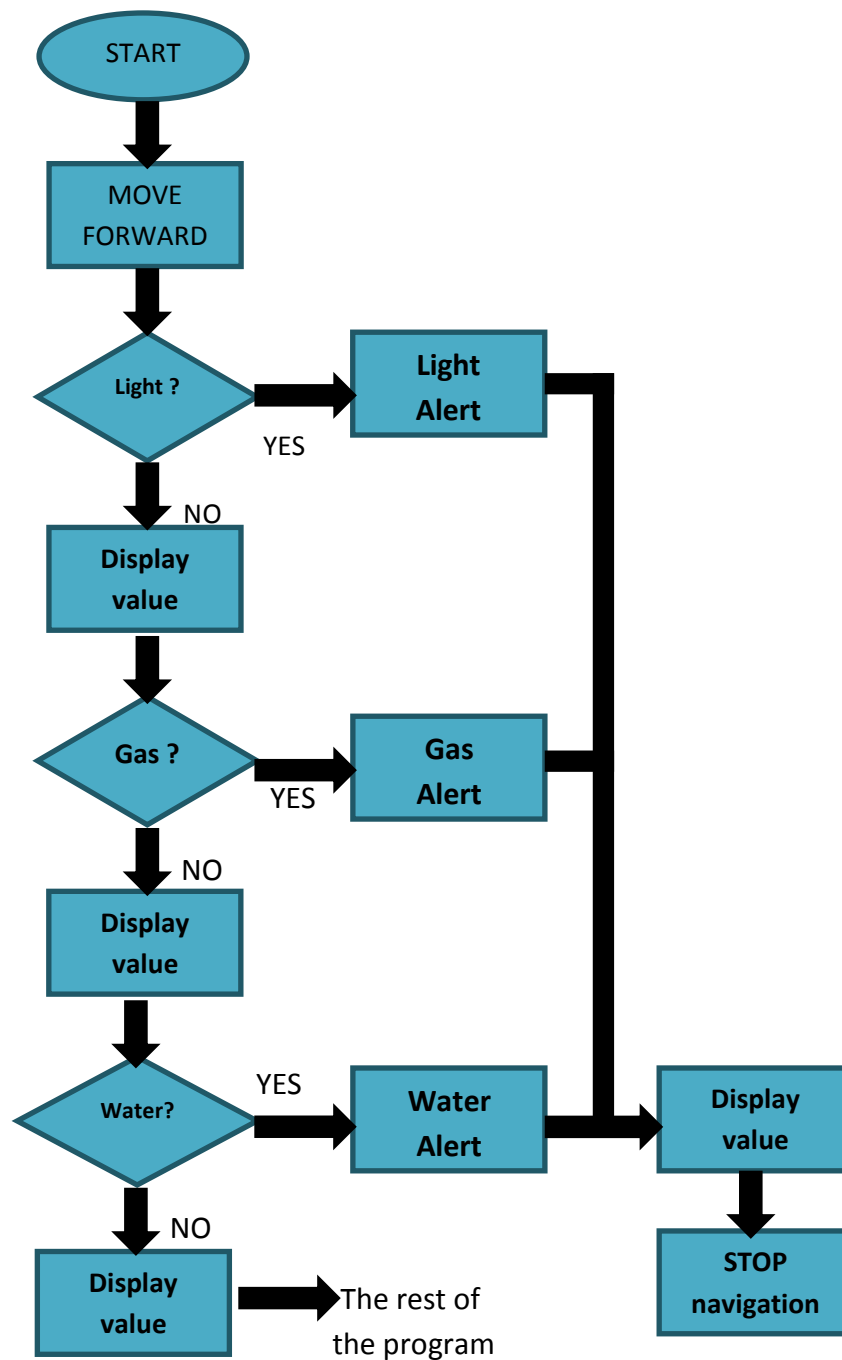 START
MOVE
FORWARD
Light ?
YES
Light
Alert
NO
Display
value
Gas ?
YES
Gas
Alert
NO
Display
value
Water?
YES
Water
Alert
Display
value
NO
STOP
navigation
Display
value
The rest of
the program